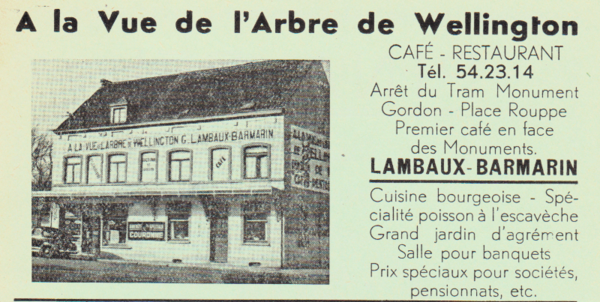 A la Vue de l'Arbre de Wellington
CAFÉ - RESTAURANT
Tél. 54.23.14
Arrêt du Tram Monument
Gordon - Place Rouppe
Premier café en face
des Monuments.
LAMBAUX-BARMARIN
Cuisine bourgeoise - Spé-
cialité poisson à l'escavèche
Grand jardin d'agrément
Salle pour banquets
Prix spéciaux pour sociétés,
pensionnats, etc.
A LA VUE DE L'ARBRE DE WELLINGTON G. LAMBAUX-BARMARIN
CAFÉ